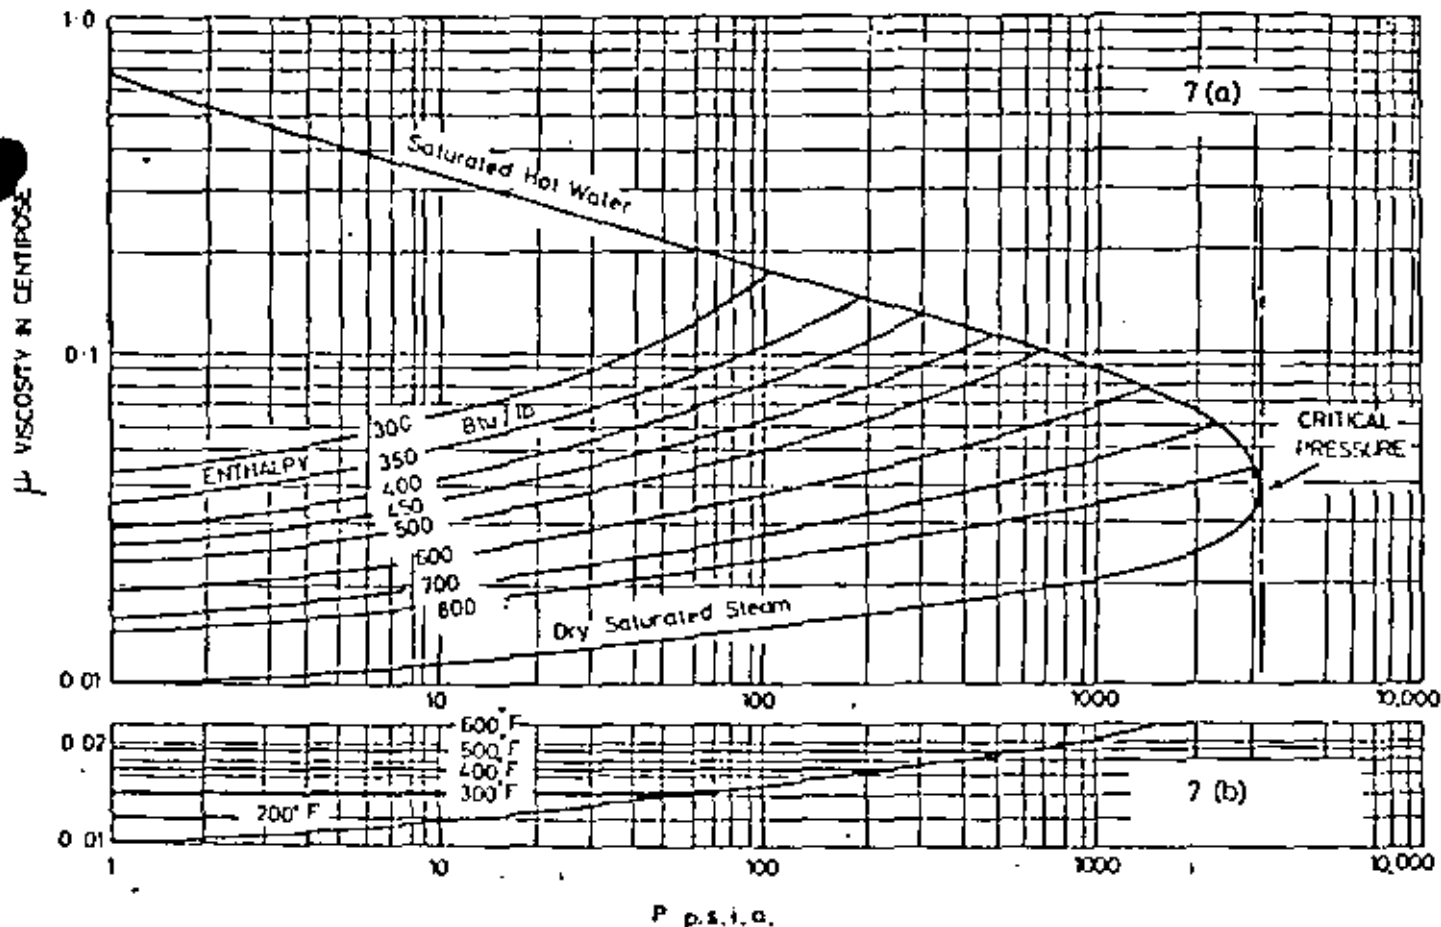 1·0
7 (a)
Saturated Hot Water
μ VISCOSITY IN CENTIPOSE
0·1
300
Btu / lb
ENTHALPY
350
400
450
500
600
700
800
CRITICAL
PRESSURE
Dry Saturated Steam
0 01
10
100
1000
10,000
600°F
0 02
500°F
400°F
300°F
7 (b)
200°F
0 01
1
10
100
1000
10,000
P p.s.i.a.